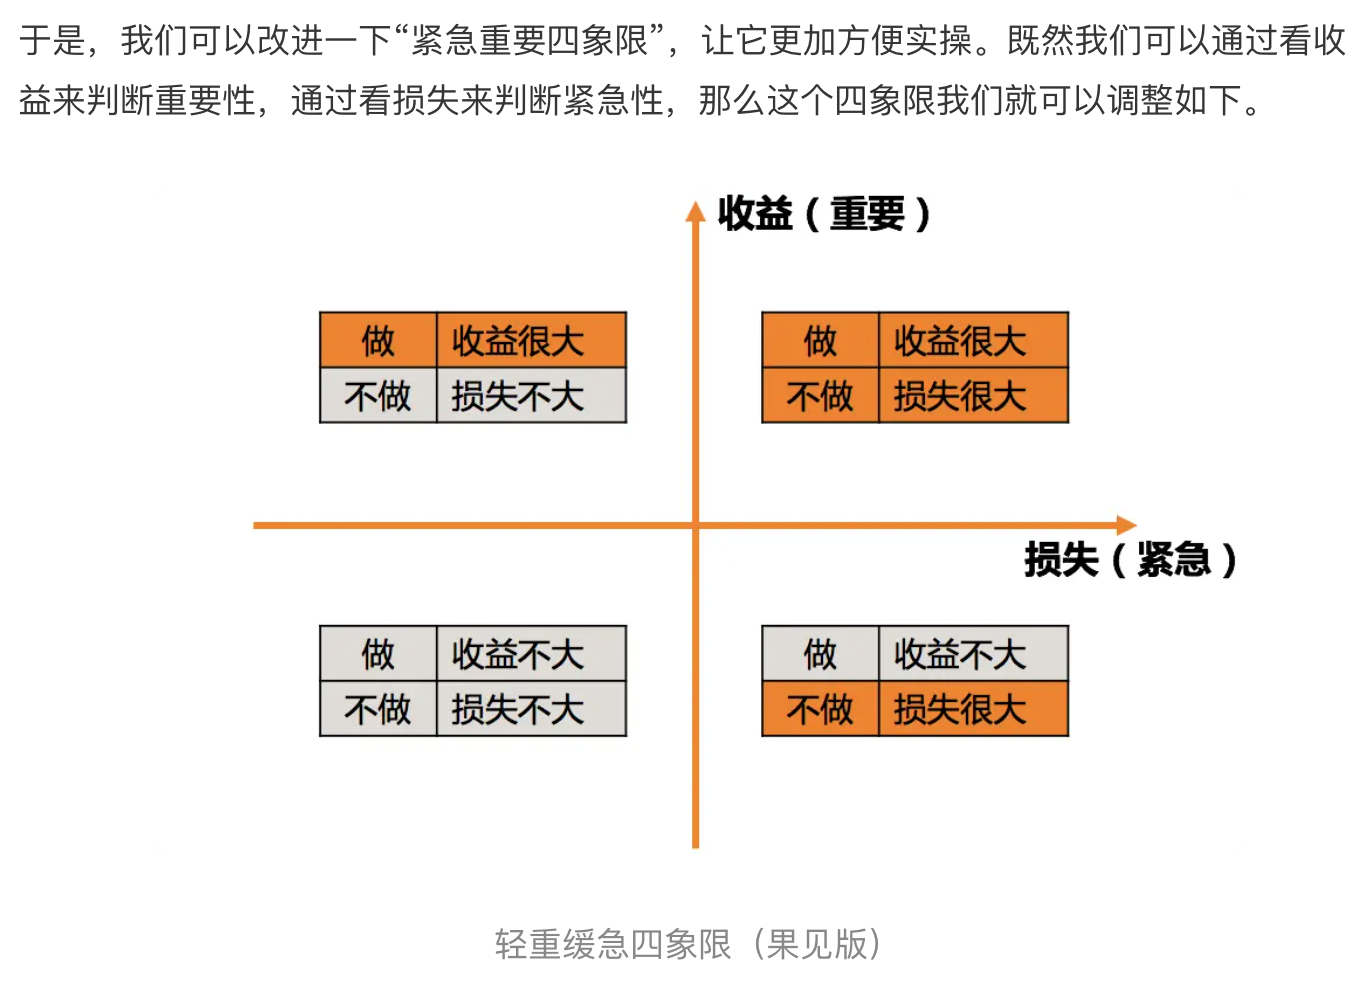 于是，我们可以改进一下“紧急重要四象限”，让它更加方便实操。既然我们可以通过看收
益来判断重要性，通过看损失来判断紧急性，那么这个四象限我们就可以调整如下。
收益（重要）
做 收益很大
不做 损失不大
做 收益很大
不做 损失很大
损失（紧急）
做 收益不大
不做 损失不大
做 收益不大
不做 损失很大
轻重缓急四象限（果见版）